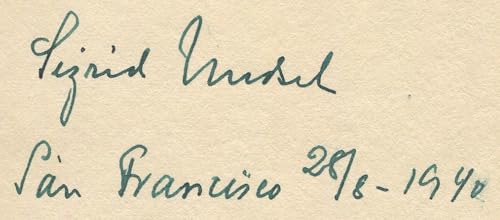 Sigrid Undset
San Francisco 28/8-1940